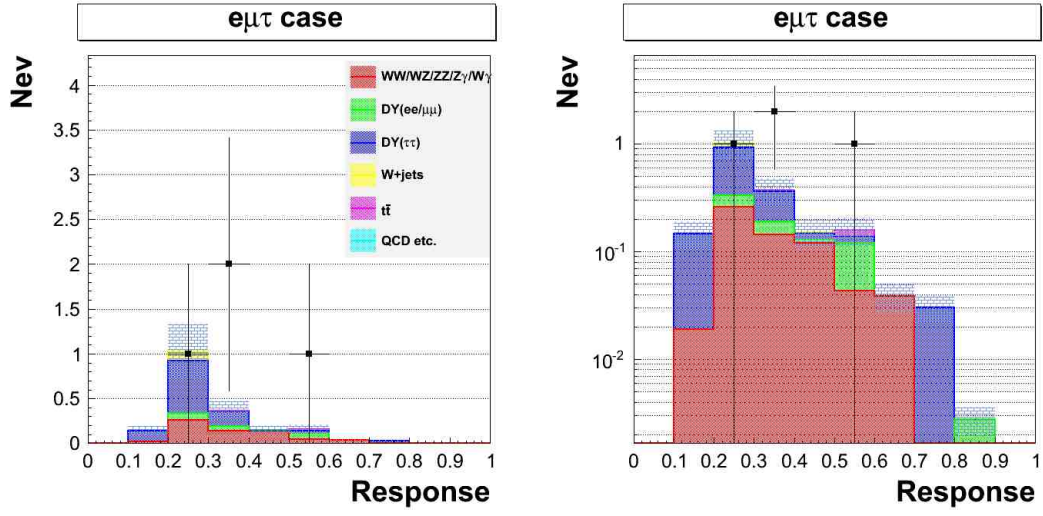 eμτ case
Nev
4
3.5
3
2.5
2
1.5
1
0.5
0
WW/WZ/ZZ/Zγ/Wγ
DY(ee/μμ)
DY(ττ)
W+jets
tt̄
QCD etc.
0 0.1 0.2 0.3 0.4 0.5 0.6 0.7 0.8 0.9 1
Response
eμτ case
Nev
1
10⁻¹
10⁻²
0 0.1 0.2 0.3 0.4 0.5 0.6 0.7 0.8 0.9 1
Response